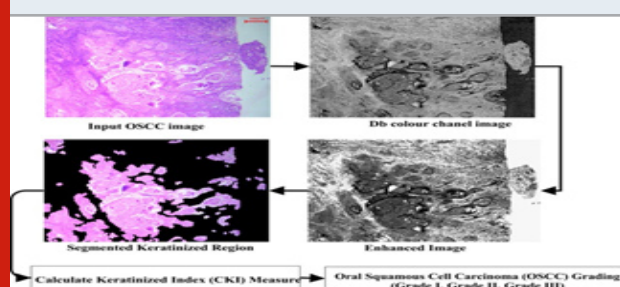 Input OSCC image
Db colour chanel image
Segmented Keratinized Region
Enhanced Image
Calculate Keratinized Index (CKI) Measure
Oral Squamous Cell Carcinoma (OSCC) Grading
(Grade I, Grade II, Grade III)